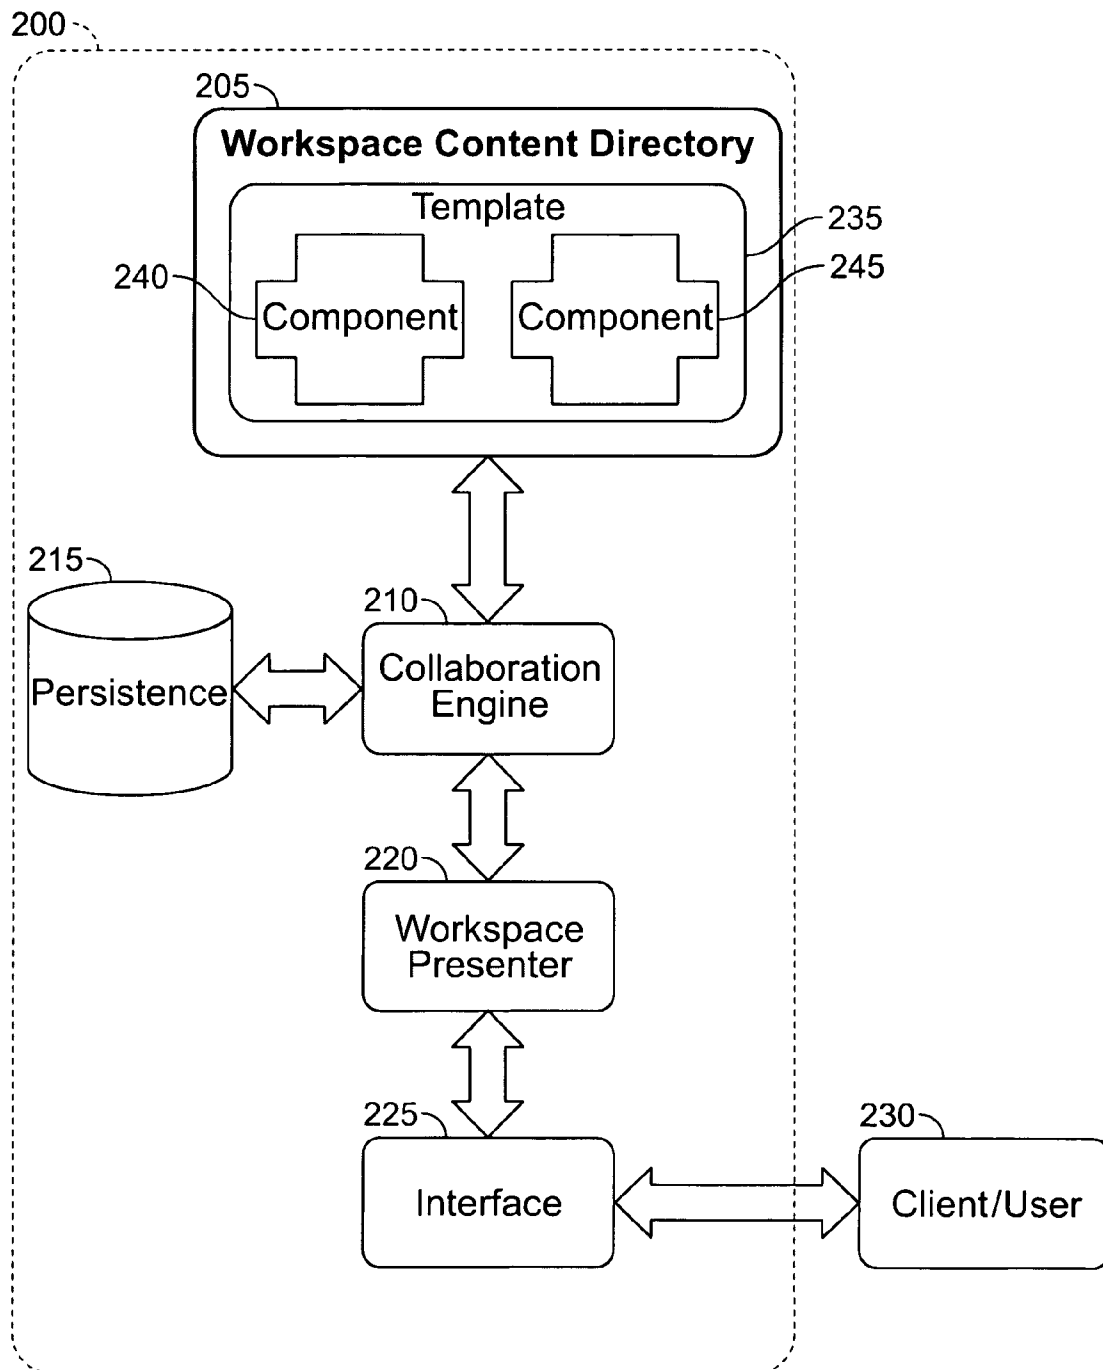 200
205
Workspace Content Directory
Template
235
240
245
Component
Component
215
210
Persistence
Collaboration
Engine
220
Workspace
Presenter
225
230
Interface
Client/User